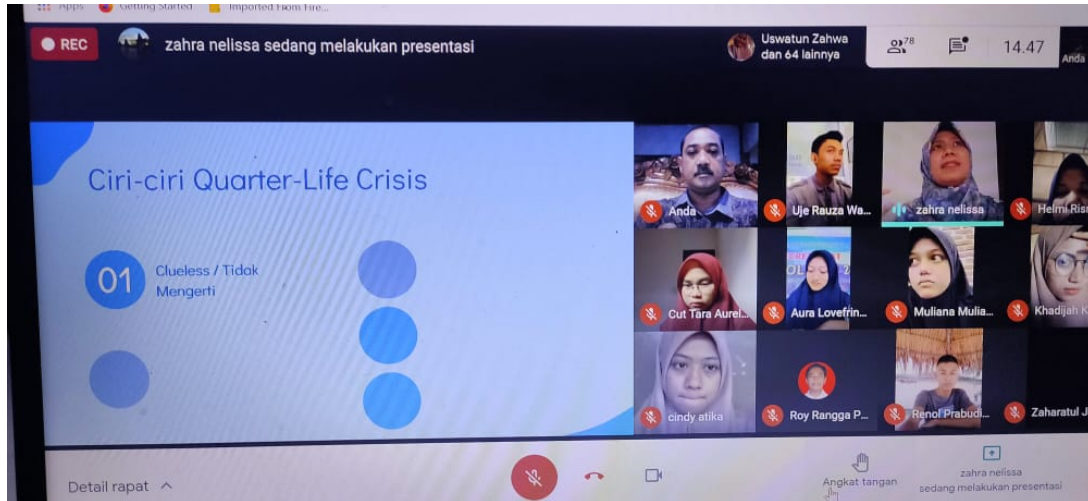 Apps Getting Started Imported From Fire...
REC
zahra nelissa sedang melakukan presentasi
Uswatun Zahwa
dan 64 lainnya
78
14.47
Anda
Ciri-ciri Quarter-Life Crisis
01
Clueless / Tidak
Mengerti
Anda
Uje Rauza Wa...
zahra nelissa
Helmi Ris
Cut Tara Aurel...
Aura Lovefrin...
Muliana Mulia...
Khadijah K
cindy atika
Roy Rangga P...
Renol Prabudi...
Zaharatul J
Detail rapat
Angkat tangan
zahra nelissa
sedang melakukan presentasi